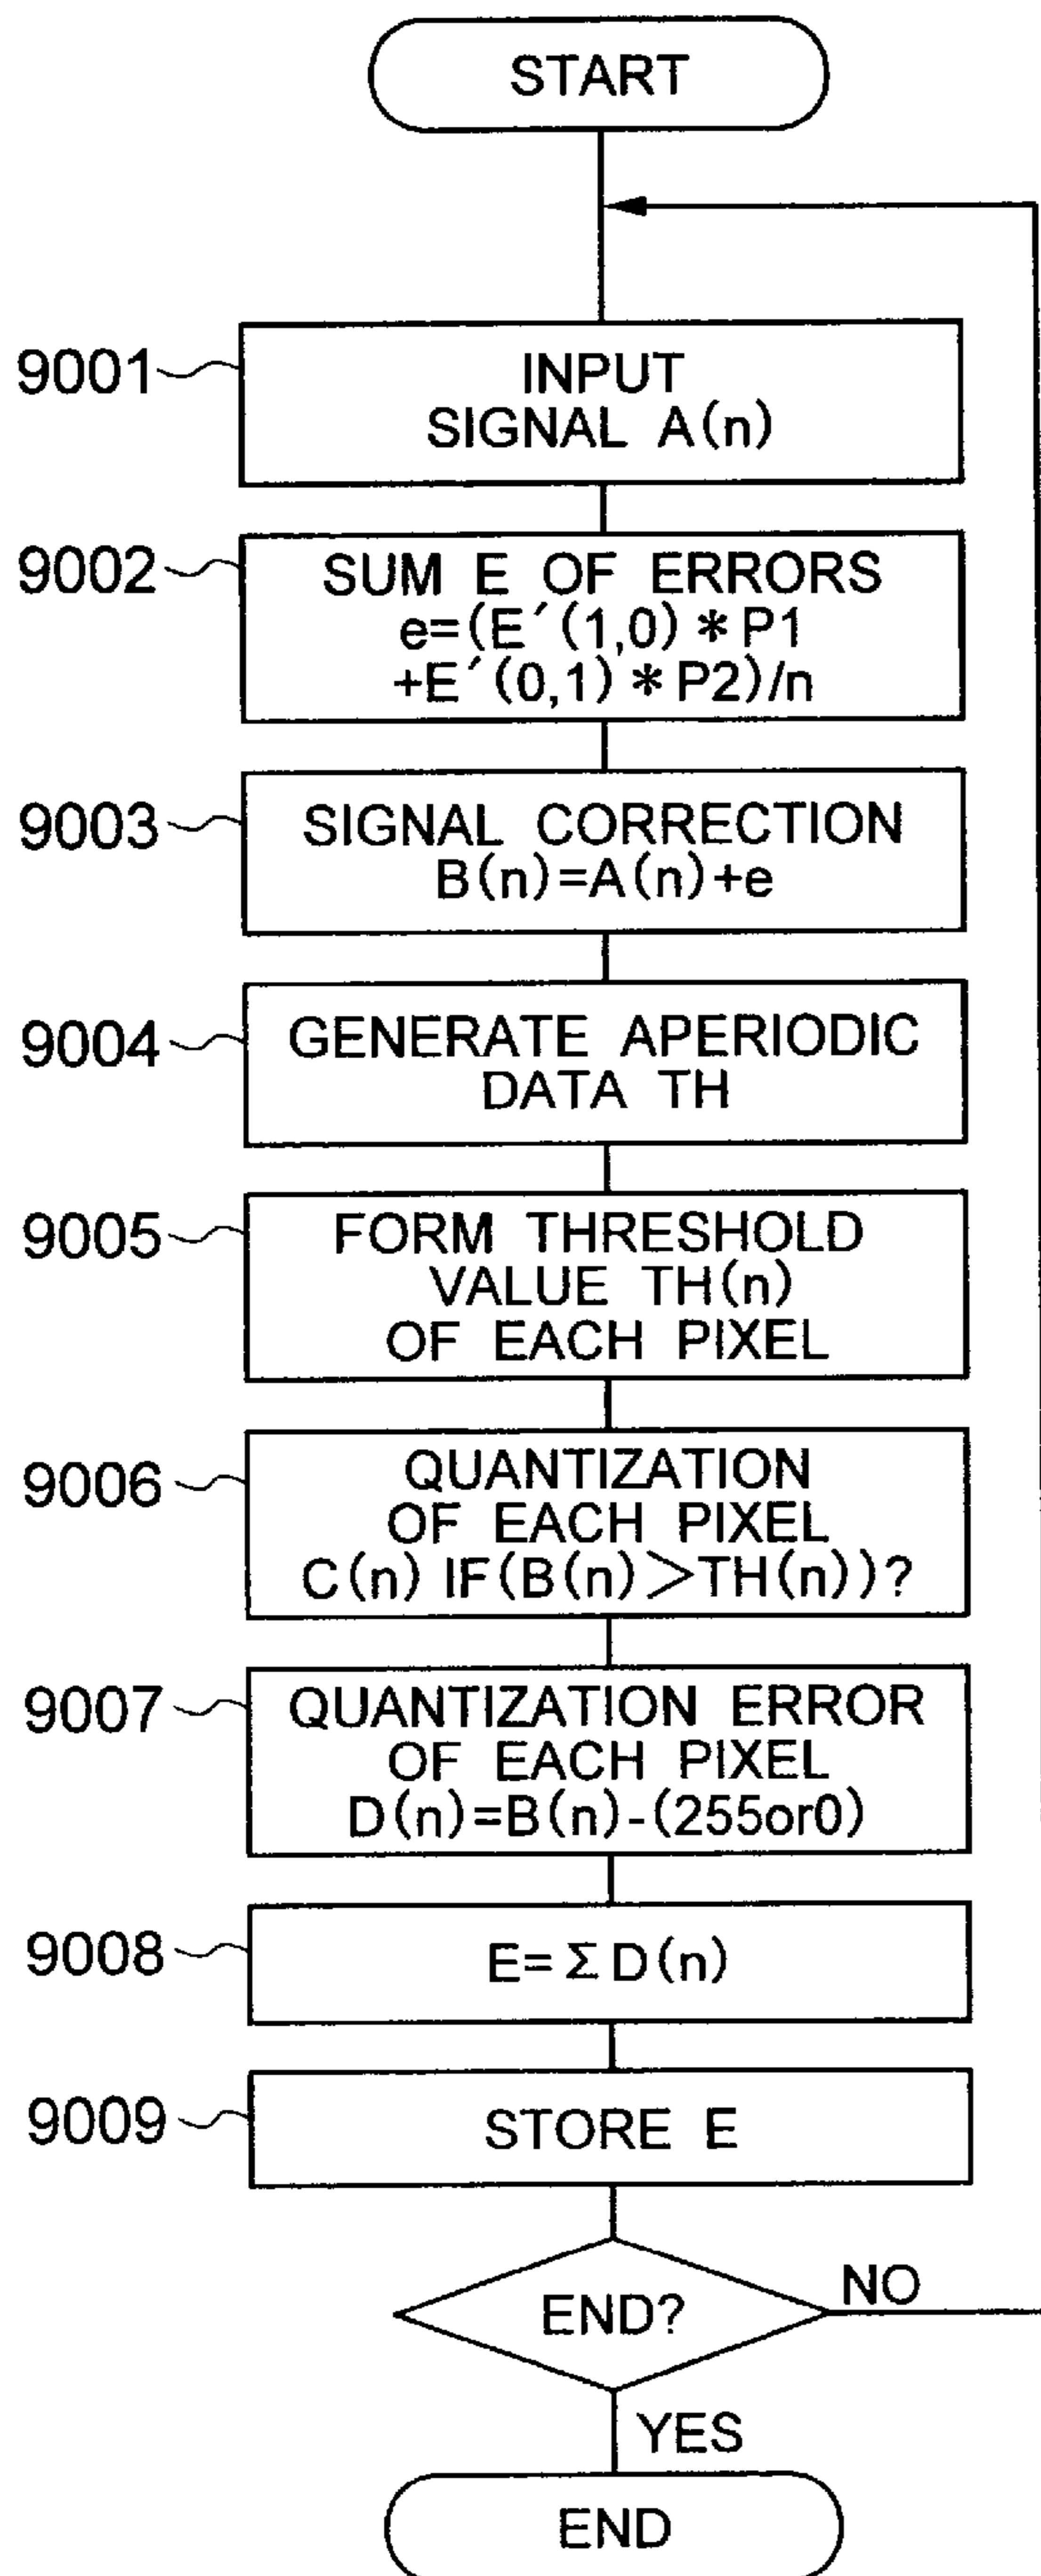 START
9001
INPUT
SIGNAL A(n)
9002
SUM E OF ERRORS
e=(E´(1,0)*P1
+E´(0,1)*P2)/n
9003
SIGNAL CORRECTION
B(n)=A(n)+e
9004
GENERATE APERIODIC
DATA TH
9005
FORM THRESHOLD
VALUE TH(n)
OF EACH PIXEL
9006
QUANTIZATION
OF EACH PIXEL
C(n) IF(B(n)>TH(n))?
9007
QUANTIZATION ERROR
OF EACH PIXEL
D(n)=B(n)-(255or0)
9008
E=ΣD(n)
9009
STORE E
END?
NO
YES
END